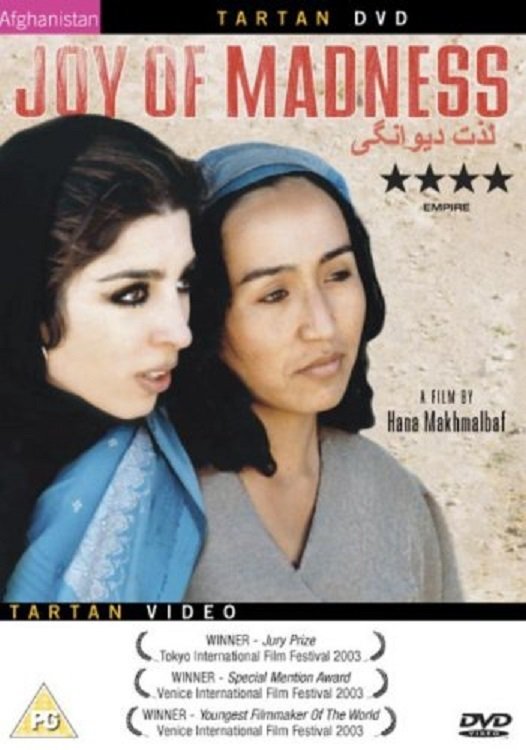 Afghanistan
TARTAN DVD
JOY OF MADNESS
لذت دیوانگی
EMPIRE
A FILM BY
Hana Makhmalbaf
TARTAN VIDEO
WINNER - Jury Prize
Tokyo International Film Festival 2003
WINNER - Special Mention Award
Venice International Film Festival 2003
WINNER - Youngest Filmmaker Of The World
Venice International Film Festival 2003
PG
DVD
VIDEO